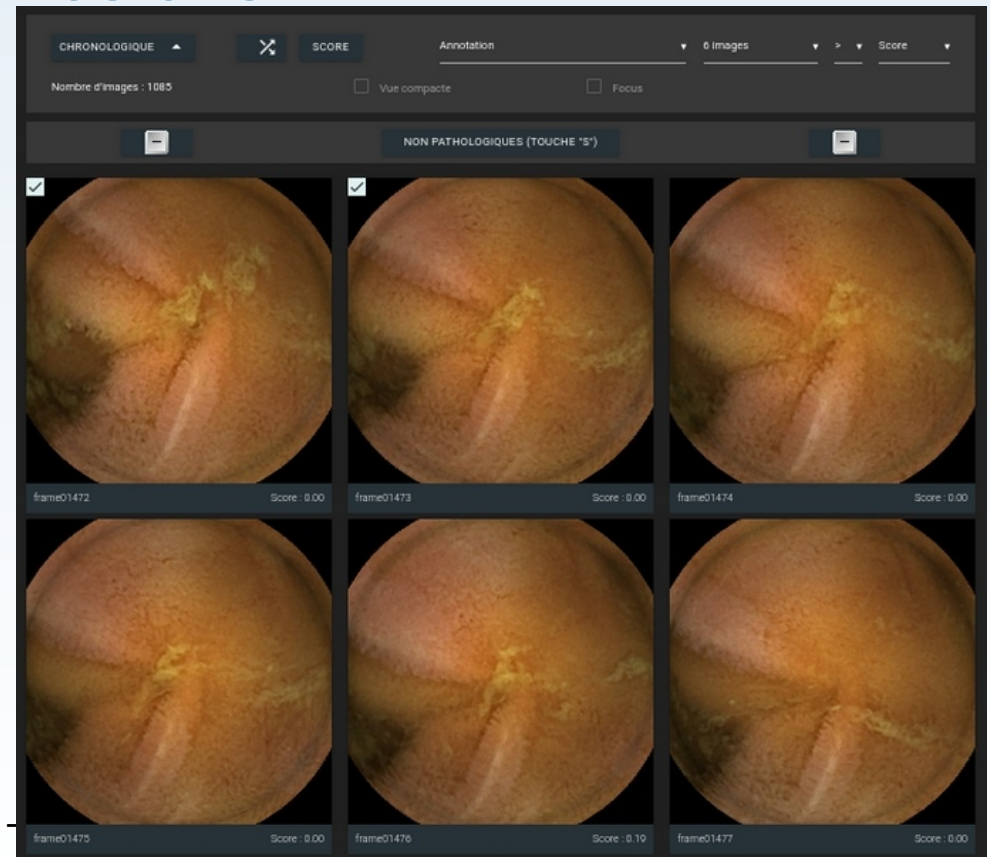 CHRONOLOGIQUE SCORE Annotation 6 images > Score
Nombre d'images : 1085 Vue compacte Focus
NON PATHOLOGIQUES (TOUCHE "S")
frame01472 Score : 0.00 frame01473 Score : 0.00 frame01474 Score : 0.00
frame01475 Score : 0.00 frame01476 Score : 0.19 frame01477 Score : 0.00